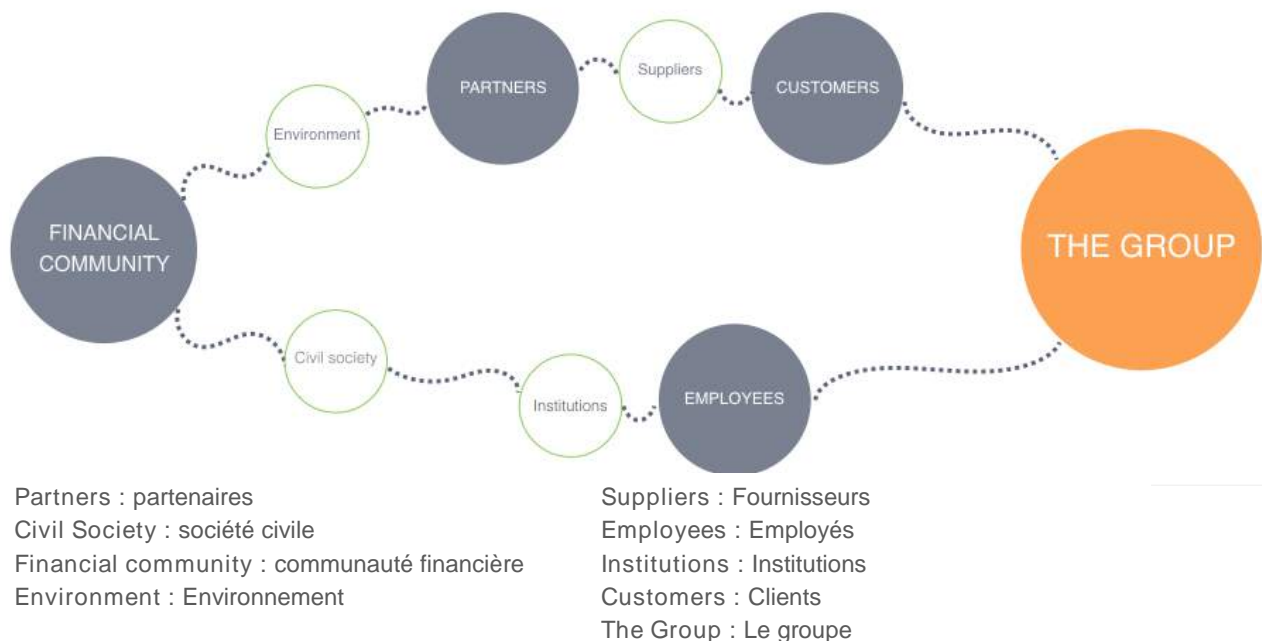 PARTNERS
Suppliers
CUSTOMERS
Environment
FINANCIAL
COMMUNITY
THE GROUP
Civil society
Institutions
EMPLOYEES
Partners : partenaires
Civil Society : société civile
Financial community : communauté financière
Environment : Environnement
Suppliers : Fournisseurs
Employees : Employés
Institutions : Institutions
Customers : Clients
The Group : Le groupe